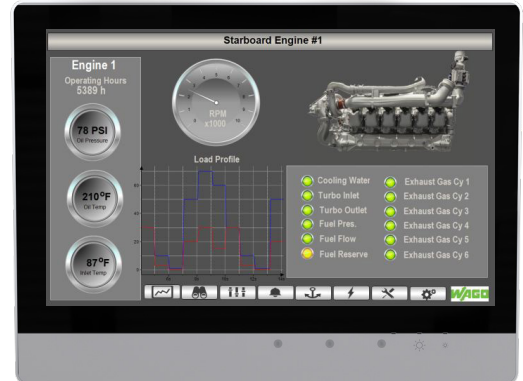 Starboard Engine #1
Engine 1
Operating Hours
5389 h
78 PSI
Oil Pressure
210°F
Oil Temp
87°F
Inlet Temp
RPM
x1000
Load Profile
Cooling Water
Turbo Inlet
Turbo Outlet
Fuel Pres.
Fuel Flow
Fuel Reserve
Exhaust Gas Cy 1
Exhaust Gas Cy 2
Exhaust Gas Cy 3
Exhaust Gas Cy 4
Exhaust Gas Cy 5
Exhaust Gas Cy 6
WAGO